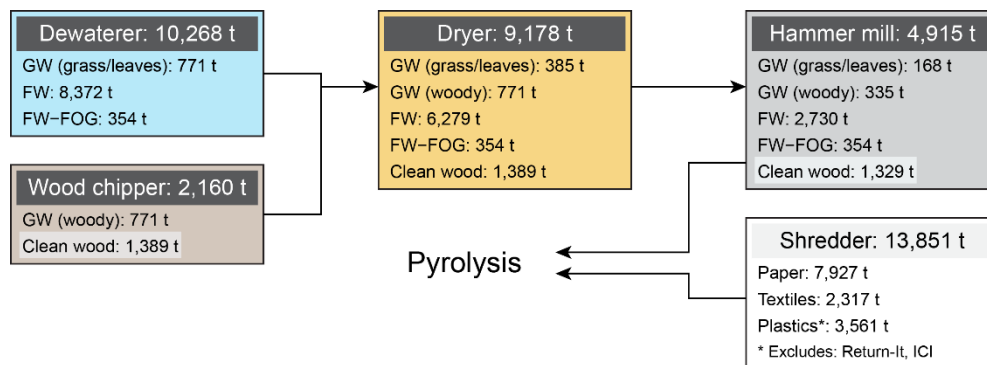 Dewaterer: 10,268 t
GW (grass/leaves): 771 t
FW: 8,372 t
FW−FOG: 354 t
Wood chipper: 2,160 t
GW (woody): 771 t
Clean wood: 1,389 t
Dryer: 9,178 t
GW (grass/leaves): 385 t
GW (woody): 771 t
FW: 6,279 t
FW−FOG: 354 t
Clean wood: 1,389 t
Hammer mill: 4,915 t
GW (grass/leaves): 168 t
GW (woody): 335 t
FW: 2,730 t
FW−FOG: 354 t
Clean wood: 1,329 t
Shredder: 13,851 t
Paper: 7,927 t
Textiles: 2,317 t
Plastics*: 3,561 t
* Excludes: Return-It, ICI
Pyrolysis